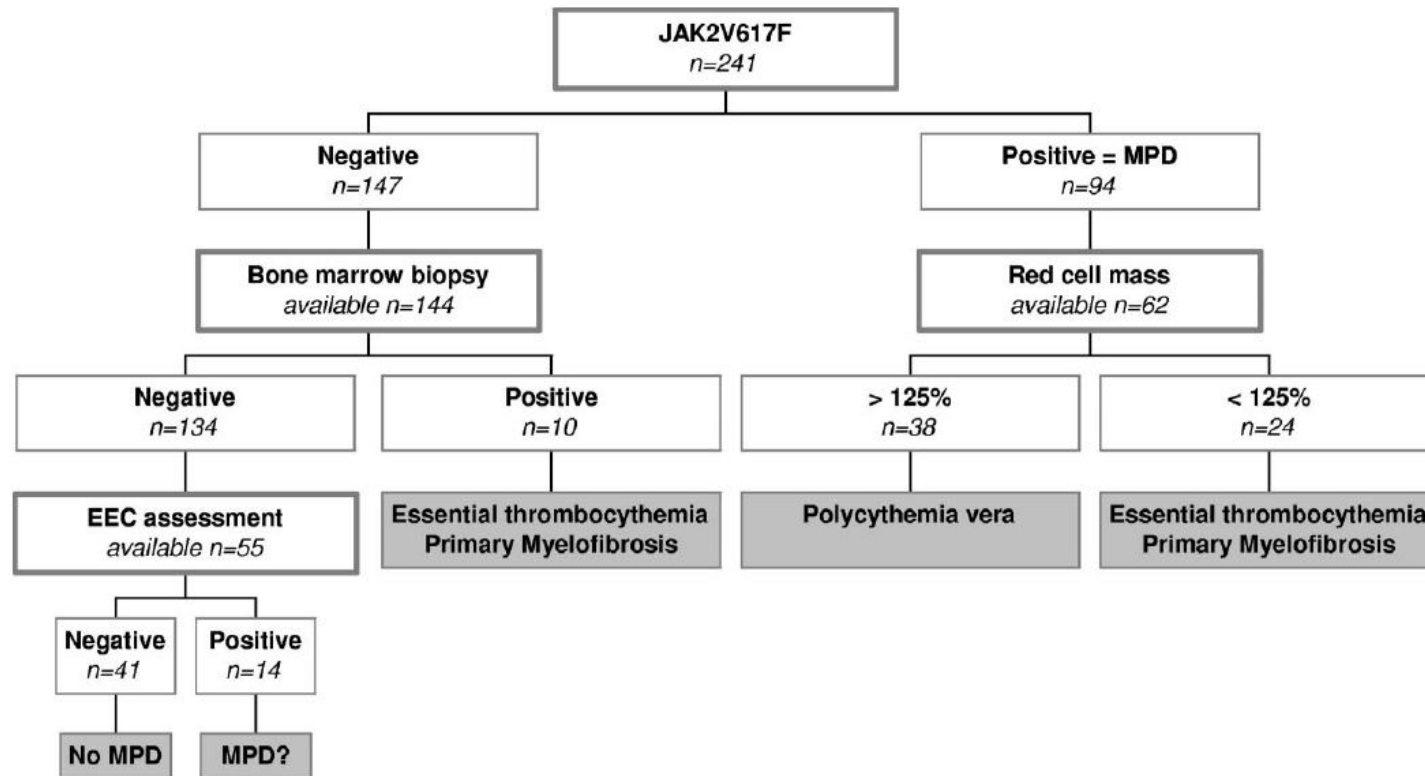 JAK2V617F
n=241
Negative
n=147
Positive = MPD
n=94
Bone marrow biopsy
available n=144
Red cell mass
available n=62
Negative
n=134
Positive
n=10
> 125%
n=38
< 125%
n=24
EEC assessment
available n=55
Essential thrombocythemia
Primary Myelofibrosis
Polycythemia vera
Essential thrombocythemia
Primary Myelofibrosis
Negative
n=41
Positive
n=14
No MPD
MPD?